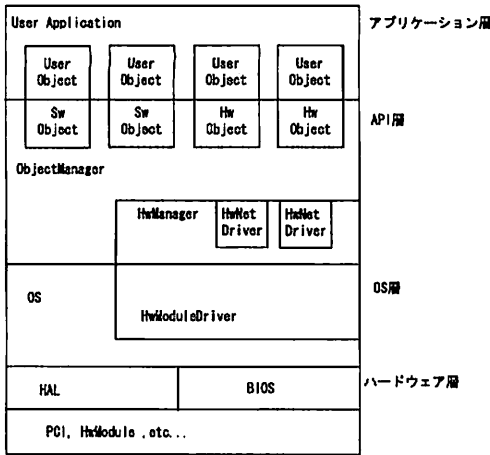 User Application
アプリケーション層
User Object
User Object
User Object
User Object
Sw Object
Sw Object
Hw Object
Hw Object
API層
ObjectManager
HwManager
HwNet Driver
HwNet Driver
OS
OS層
HwModuleDriver
ハードウェア層
HAL
BIOS
PCI, HwModule ,etc...